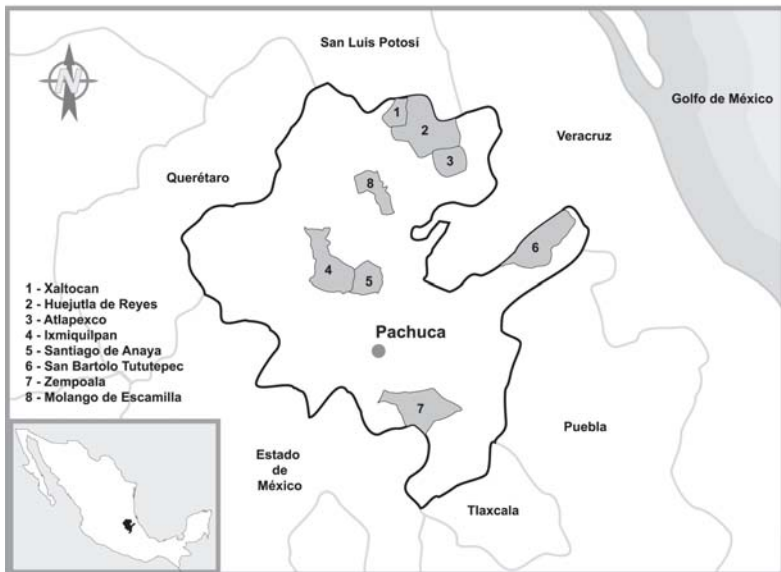 San Luis Potosí
N
Golfo de México
Veracruz
Querétaro
1
2
3
8
6
4
5
1 - Xaltocan
2 - Huejutla de Reyes
3 - Atlapexco
4 - Ixmiquilpan
5 - Santiago de Anaya
6 - San Bartolo Tututepec
7 - Zempoala
8 - Molango de Escamilla
Pachuca
7
Puebla
Estado
de
México
Tlaxcala